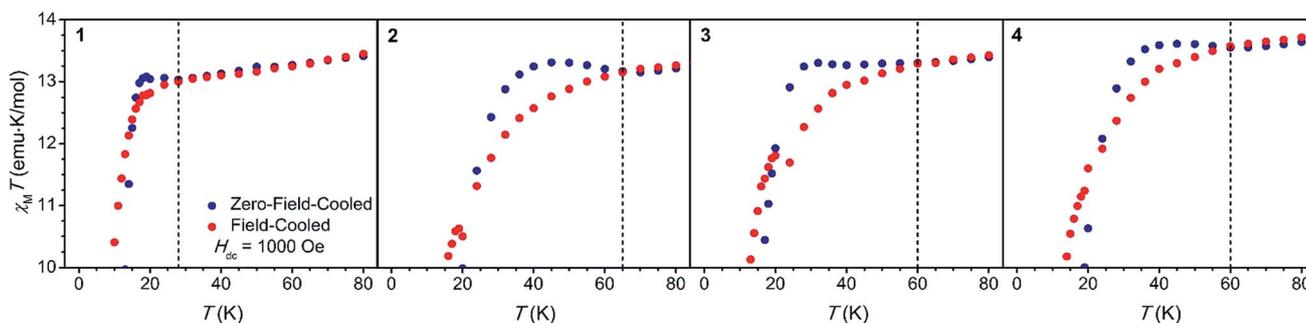 14
13
12
11
10
χ_M T (emu·K/mol)
1
2
3
4
Zero-Field-Cooled
Field-Cooled
H_dc = 1000 Oe
0 20 40 60 80
0 20 40 60 80
0 20 40 60 80
0 20 40 60 80
T (K)
T (K)
T (K)
T (K)